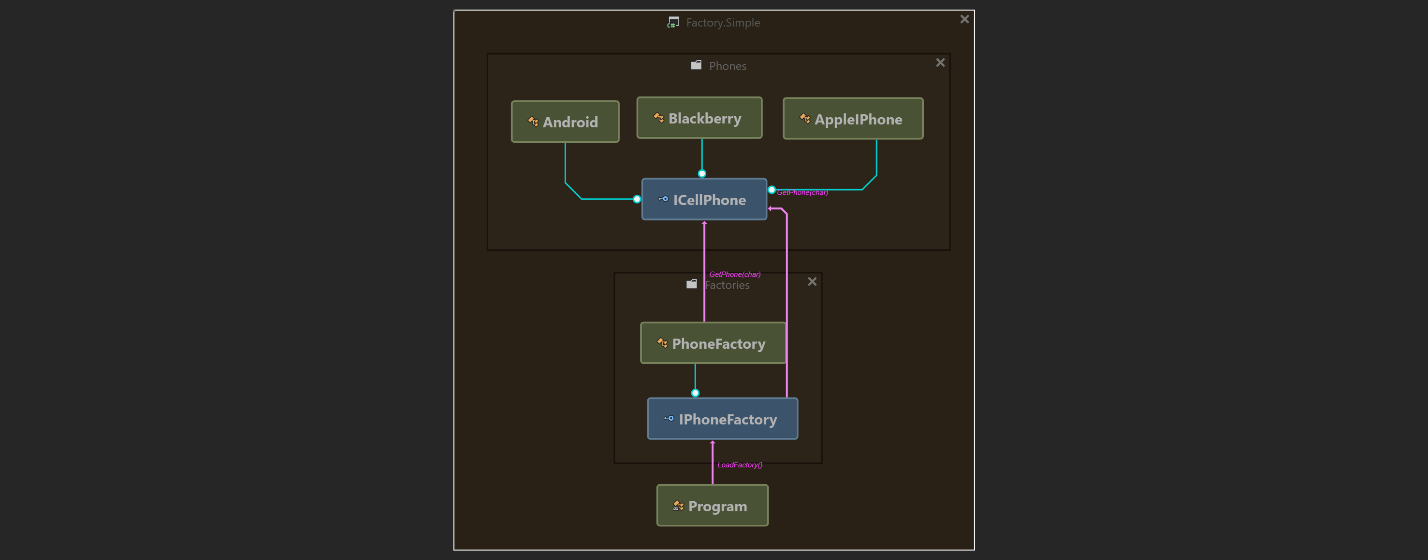 Factory.Simple
Phones
Android
Blackberry
AppleIPhone
ICellPhone
GetPhone(char)
GetPhone(char)
Factories
PhoneFactory
IPhoneFactory
LoadFactory()
Program